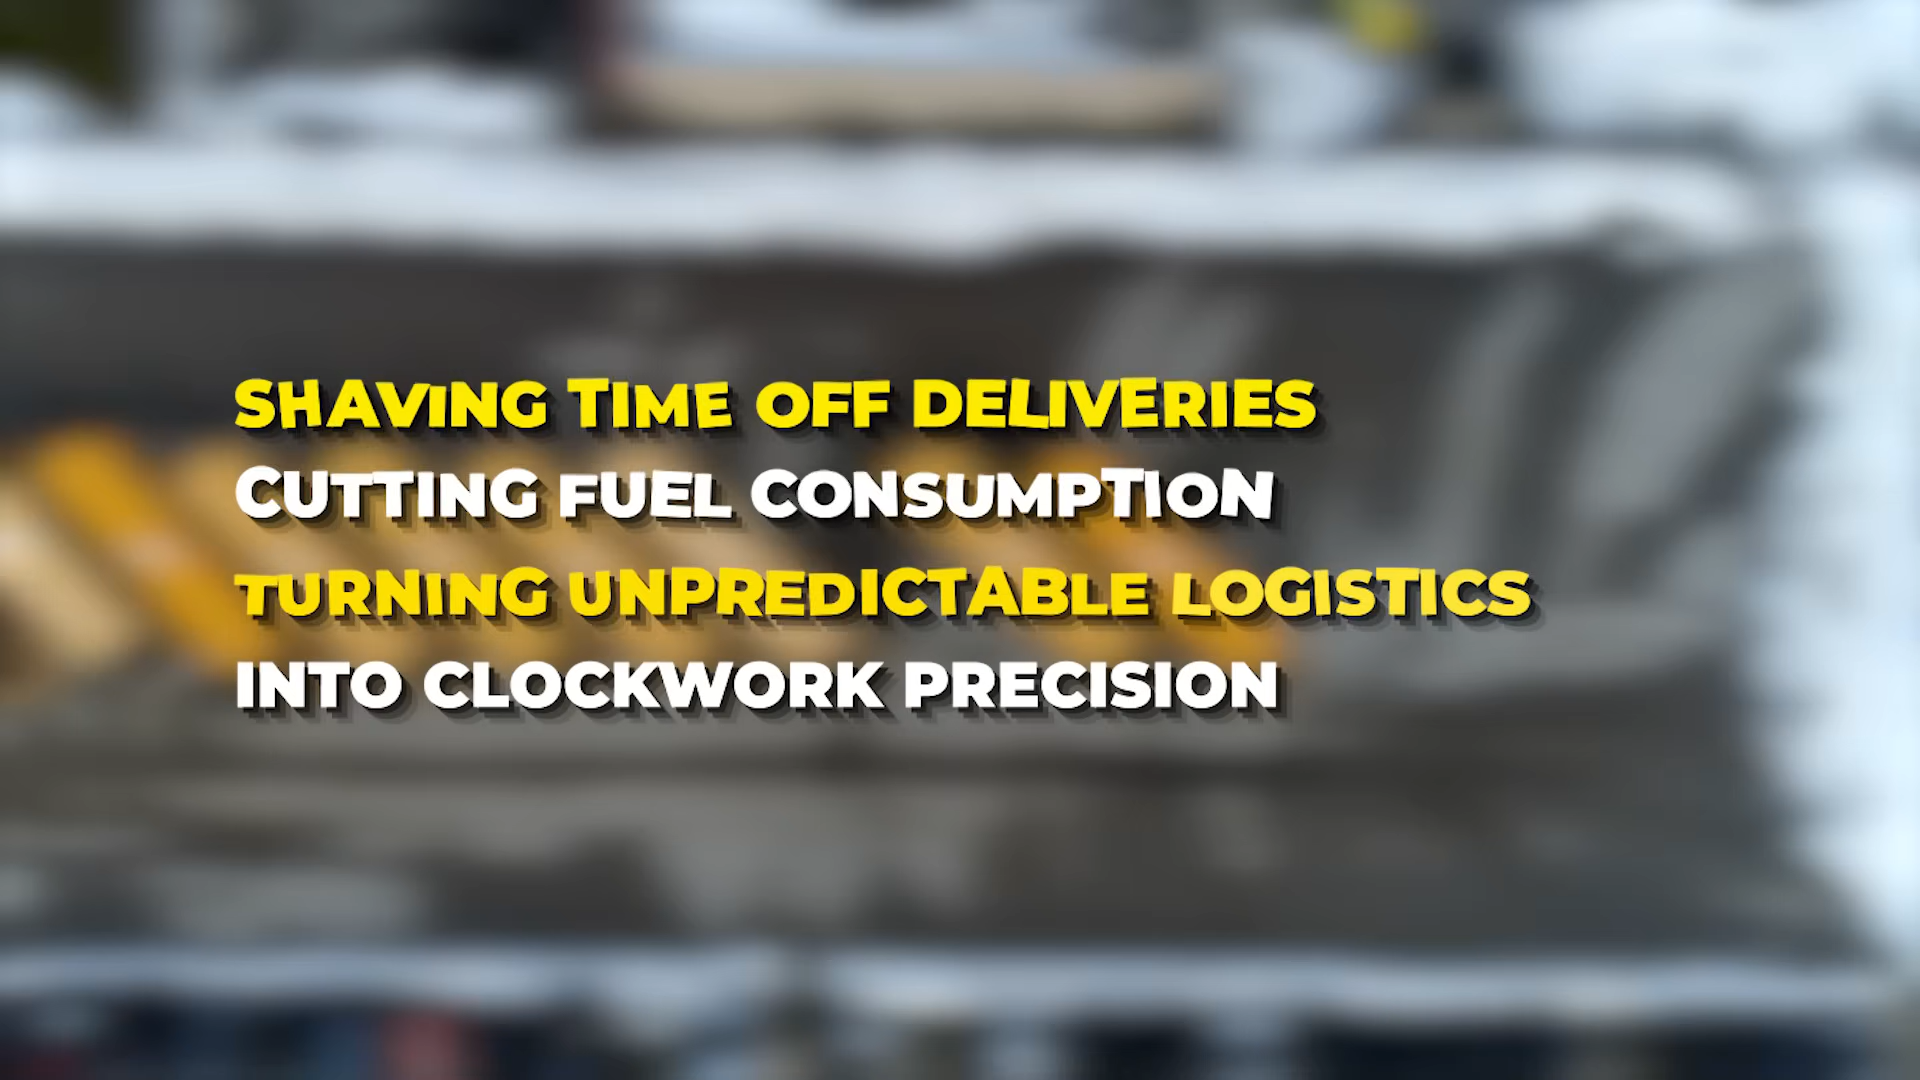 SHAVING TIME OFF DELIVERIES
CUTTING FUEL CONSUMPTION
TURNING UNPREDICTABLE LOGISTICS
INTO CLOCKWORK PRECISION